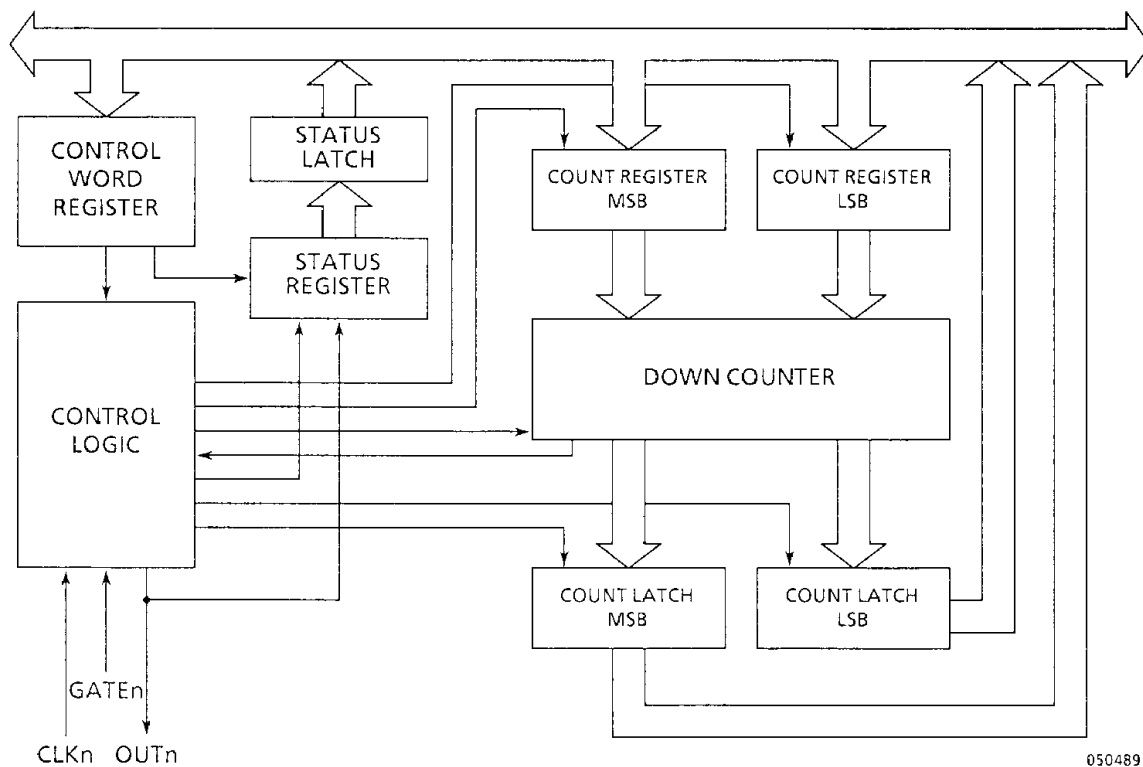 CONTROL
WORD
REGISTER
STATUS
LATCH
COUNT REGISTER
MSB
COUNT REGISTER
LSB
STATUS
REGISTER
CONTROL
LOGIC
DOWN COUNTER
COUNT LATCH
MSB
COUNT LATCH
LSB
GATEn
CLKn
OUTn
050489